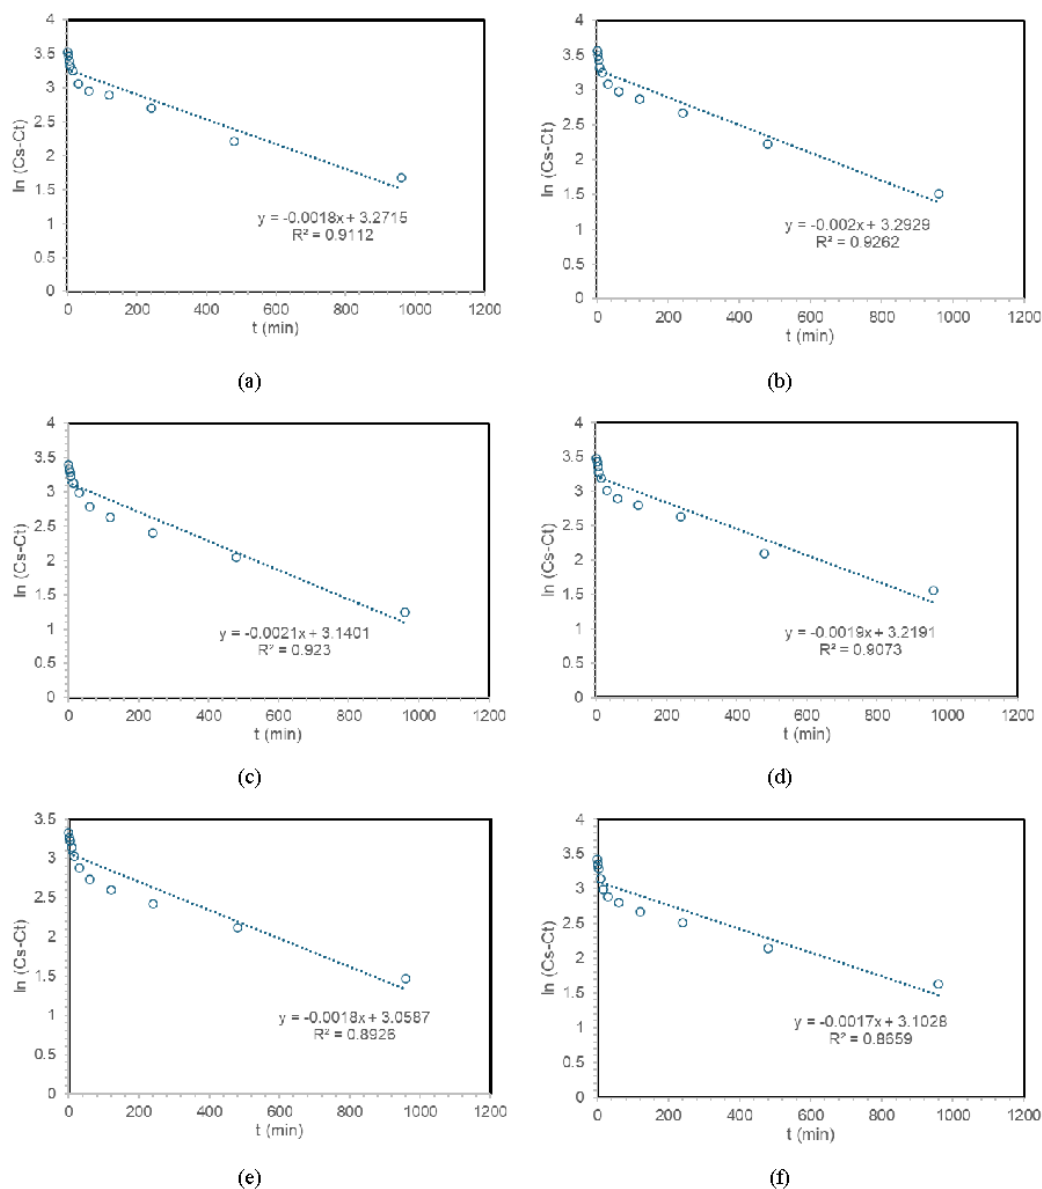 4
3.5
3
2.5
2
1.5
1
0.5
0
ln (Cs-Ct)
y = -0.0018x + 3.2715
R² = 0.9112
0 200 400 600 800 1000 1200
t (min)
(a)
4
3.5
3
2.5
2
1.5
1
0.5
0
ln (Cs-Ct)
y = -0.002x + 3.2929
R² = 0.9262
0 200 400 600 800 1000 1200
t (min)
(b)
4
3.5
3
2.5
2
1.5
1
0.5
0
ln (Cs-Ct)
y = -0.0021x + 3.1401
R² = 0.923
0 200 400 600 800 1000 1200
t (min)
(c)
4
3.5
3
2.5
2
1.5
1
0.5
0
ln (Cs-Ct)
y = -0.0019x + 3.2191
R² = 0.9073
0 200 400 600 800 1000 1200
t (min)
(d)
3.5
3
2.5
2
1.5
1
0.5
0
ln (Cs-Ct)
y = -0.0018x + 3.0587
R² = 0.8926
0 200 400 600 800 1000 1200
t (min)
(e)
4
3.5
3
2.5
2
1.5
1
0.5
0
ln (Cs-Ct)
y = -0.0017x + 3.1028
R² = 0.8659
0 200 400 600 800 1000 1200
t (min)
(f)